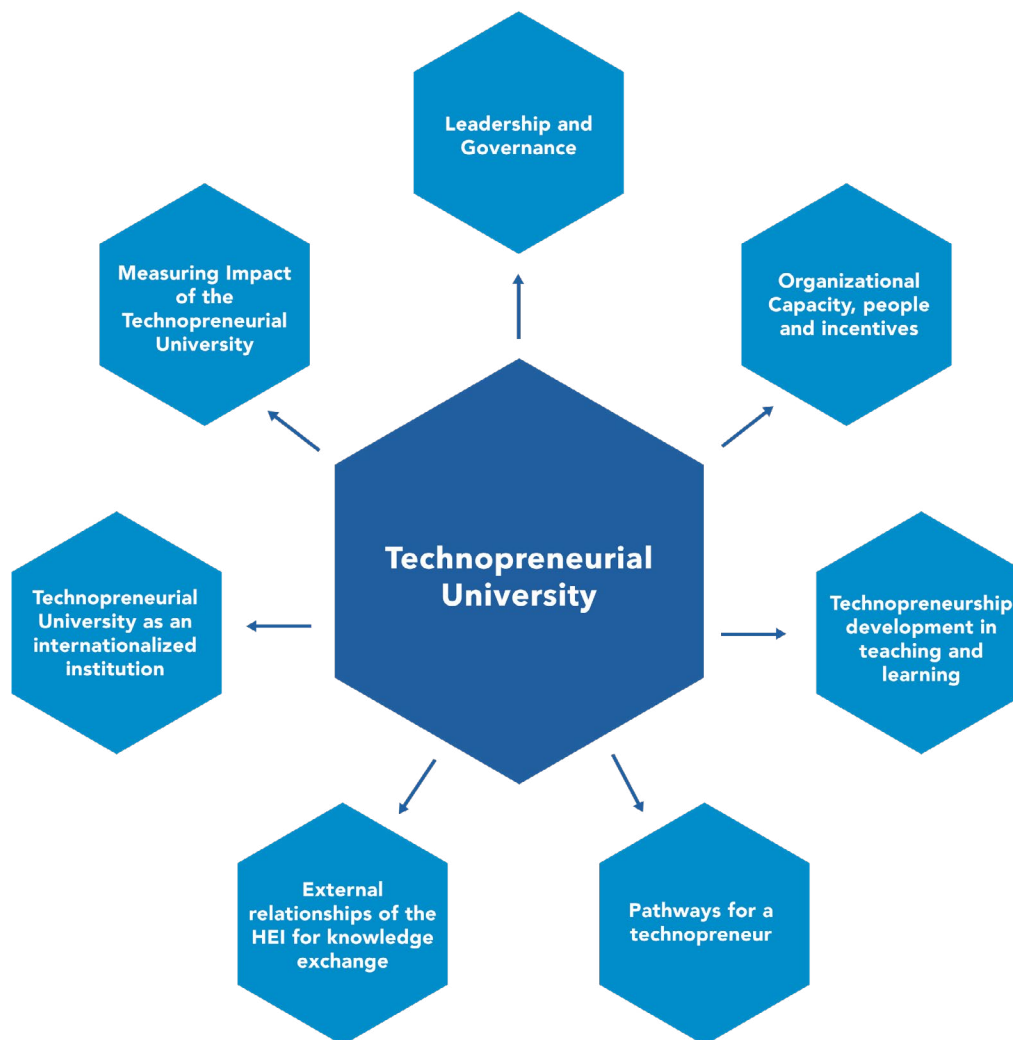 Leadership and
Governance
Measuring Impact
of the
Technopreneurial
University
Organizational
Capacity, people
and incentives
Technopreneurial
University
Technopreneurial
University as an
internationalized
institution
Technopreneurship
development in
teaching and
learning
External
relationships of the
HEI for knowledge
exchange
Pathways for a
technopreneur